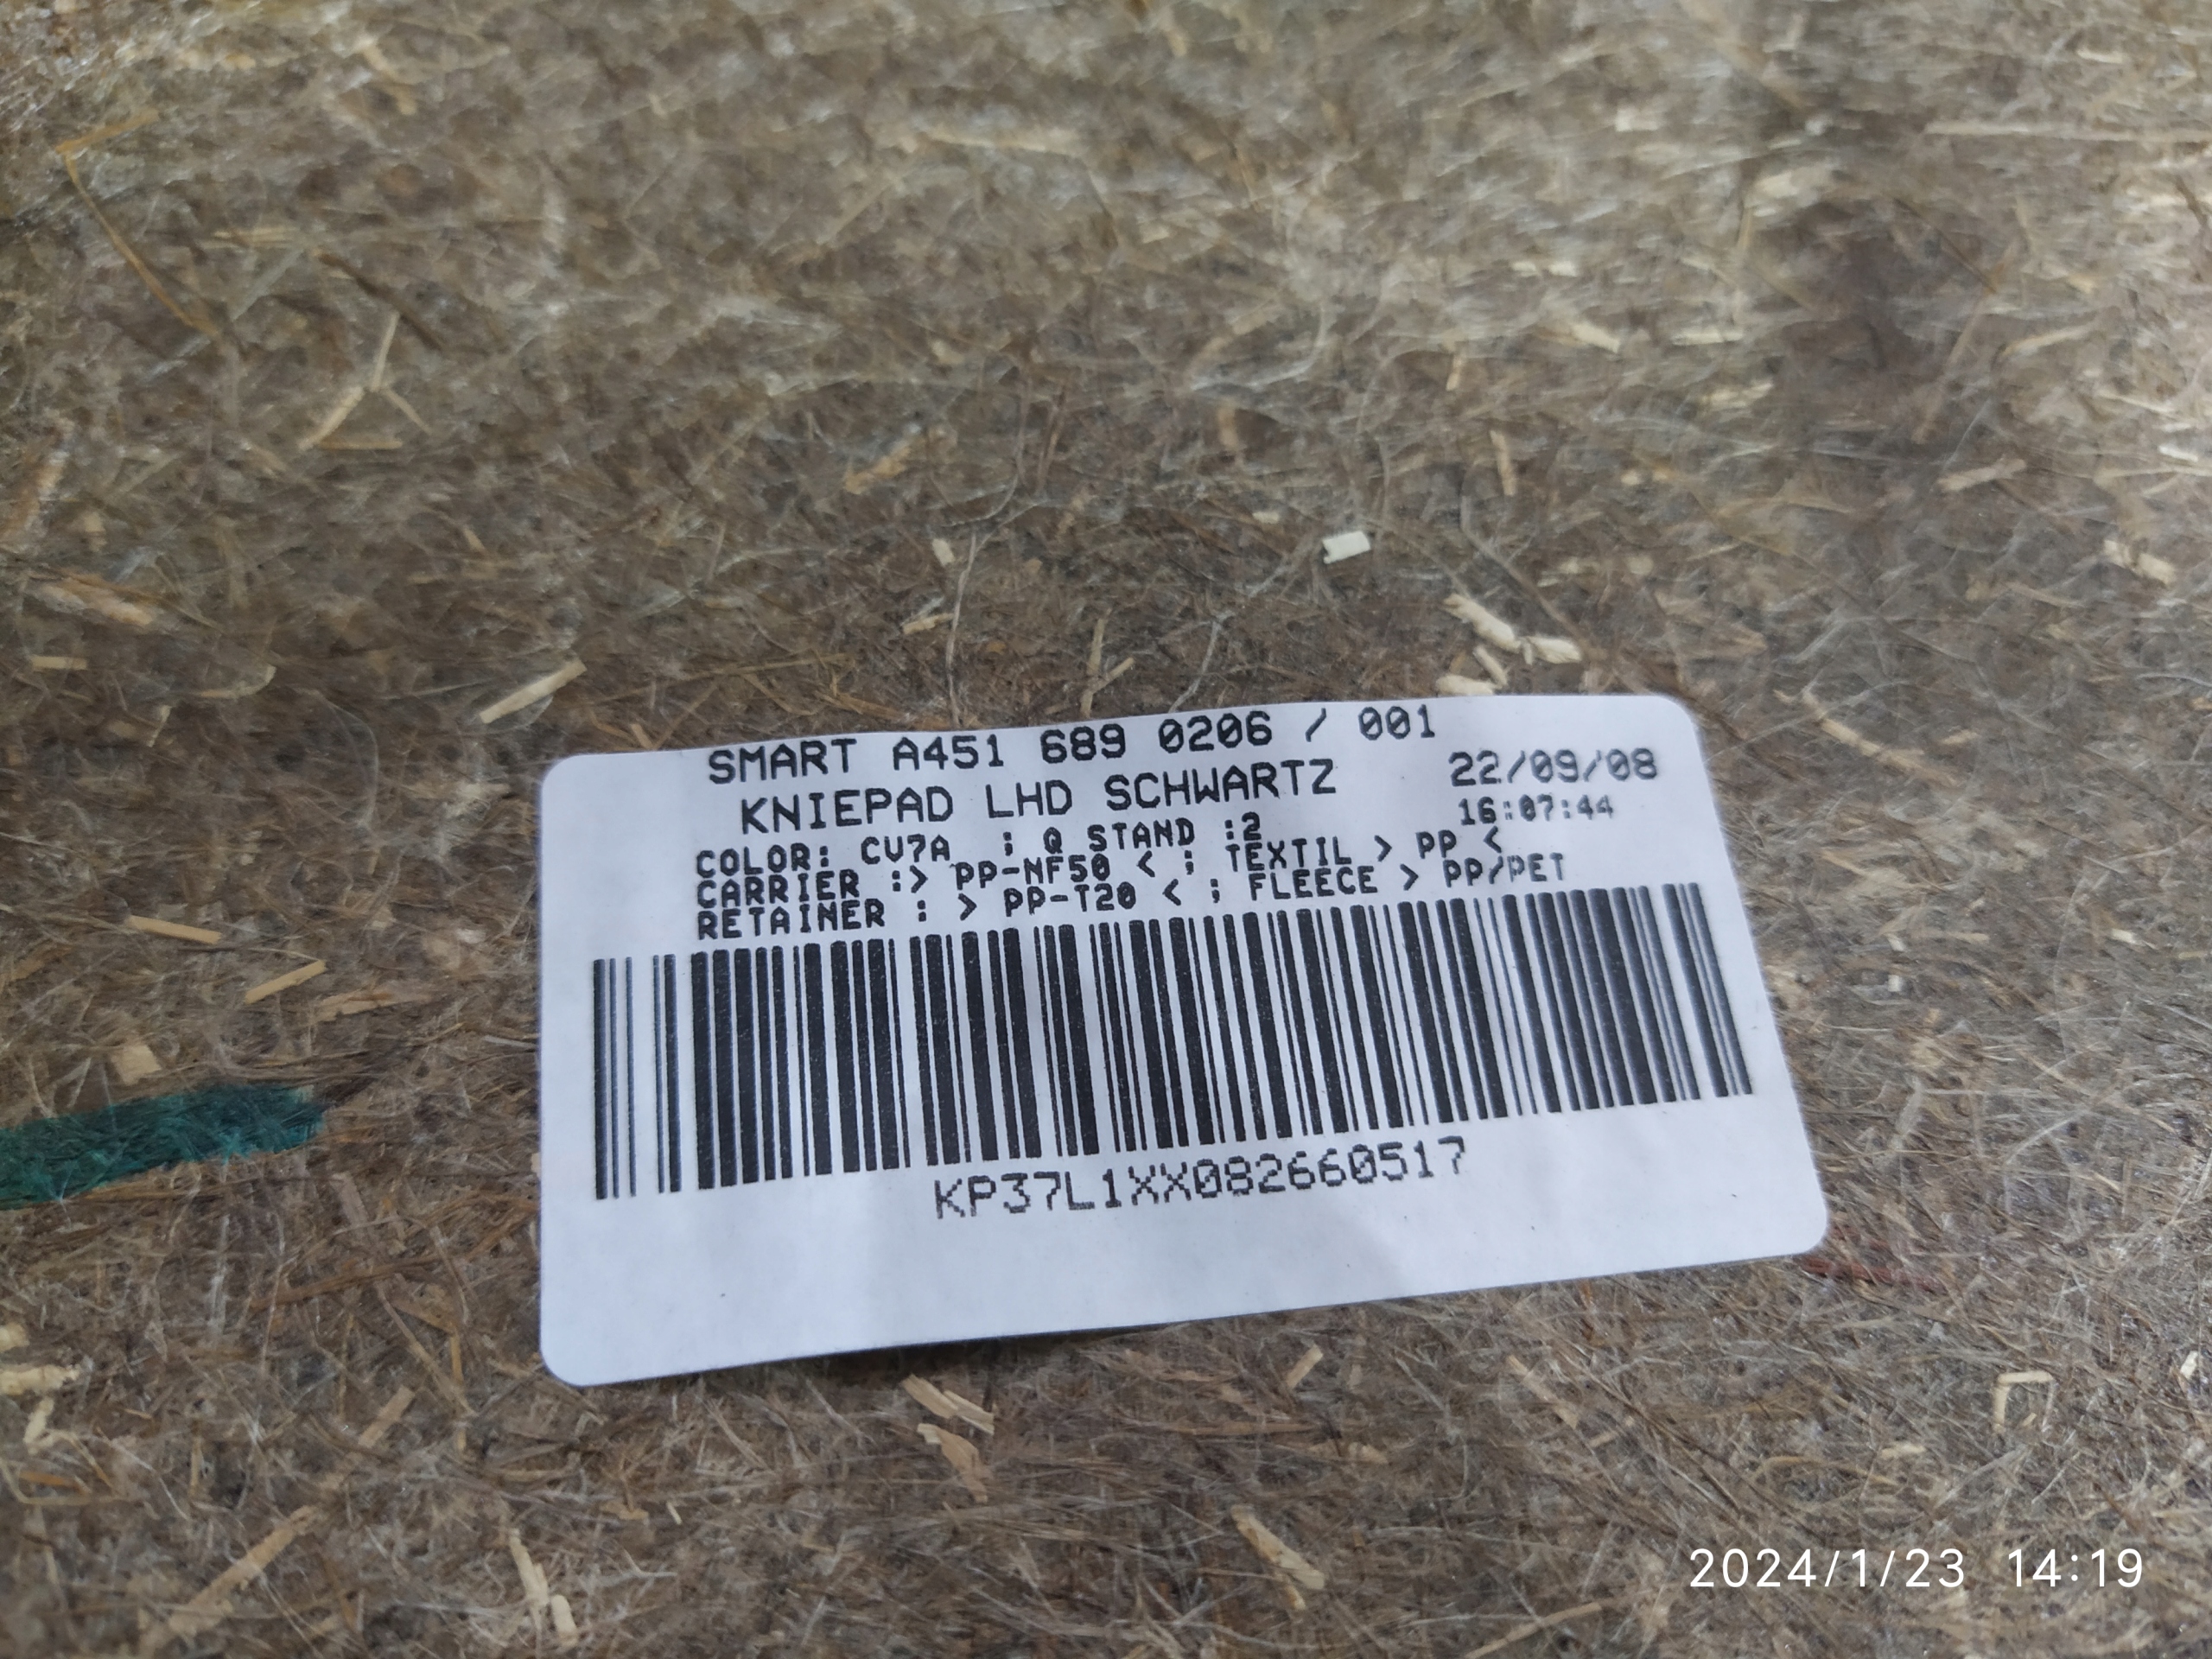 SMART A451 689 0206 / 001
KNIEPAD LHD SCHWARTZ
22/09/08
16:07:44
COLOR: CV7A ; Q STAND :2
CARRIER :> PP-NF50 < ; TEXTIL > PP <
RETAINER : > PP-T20 < ; FLEECE > PP/PET
KP37L1XX082660517
2024/1/23 14:19